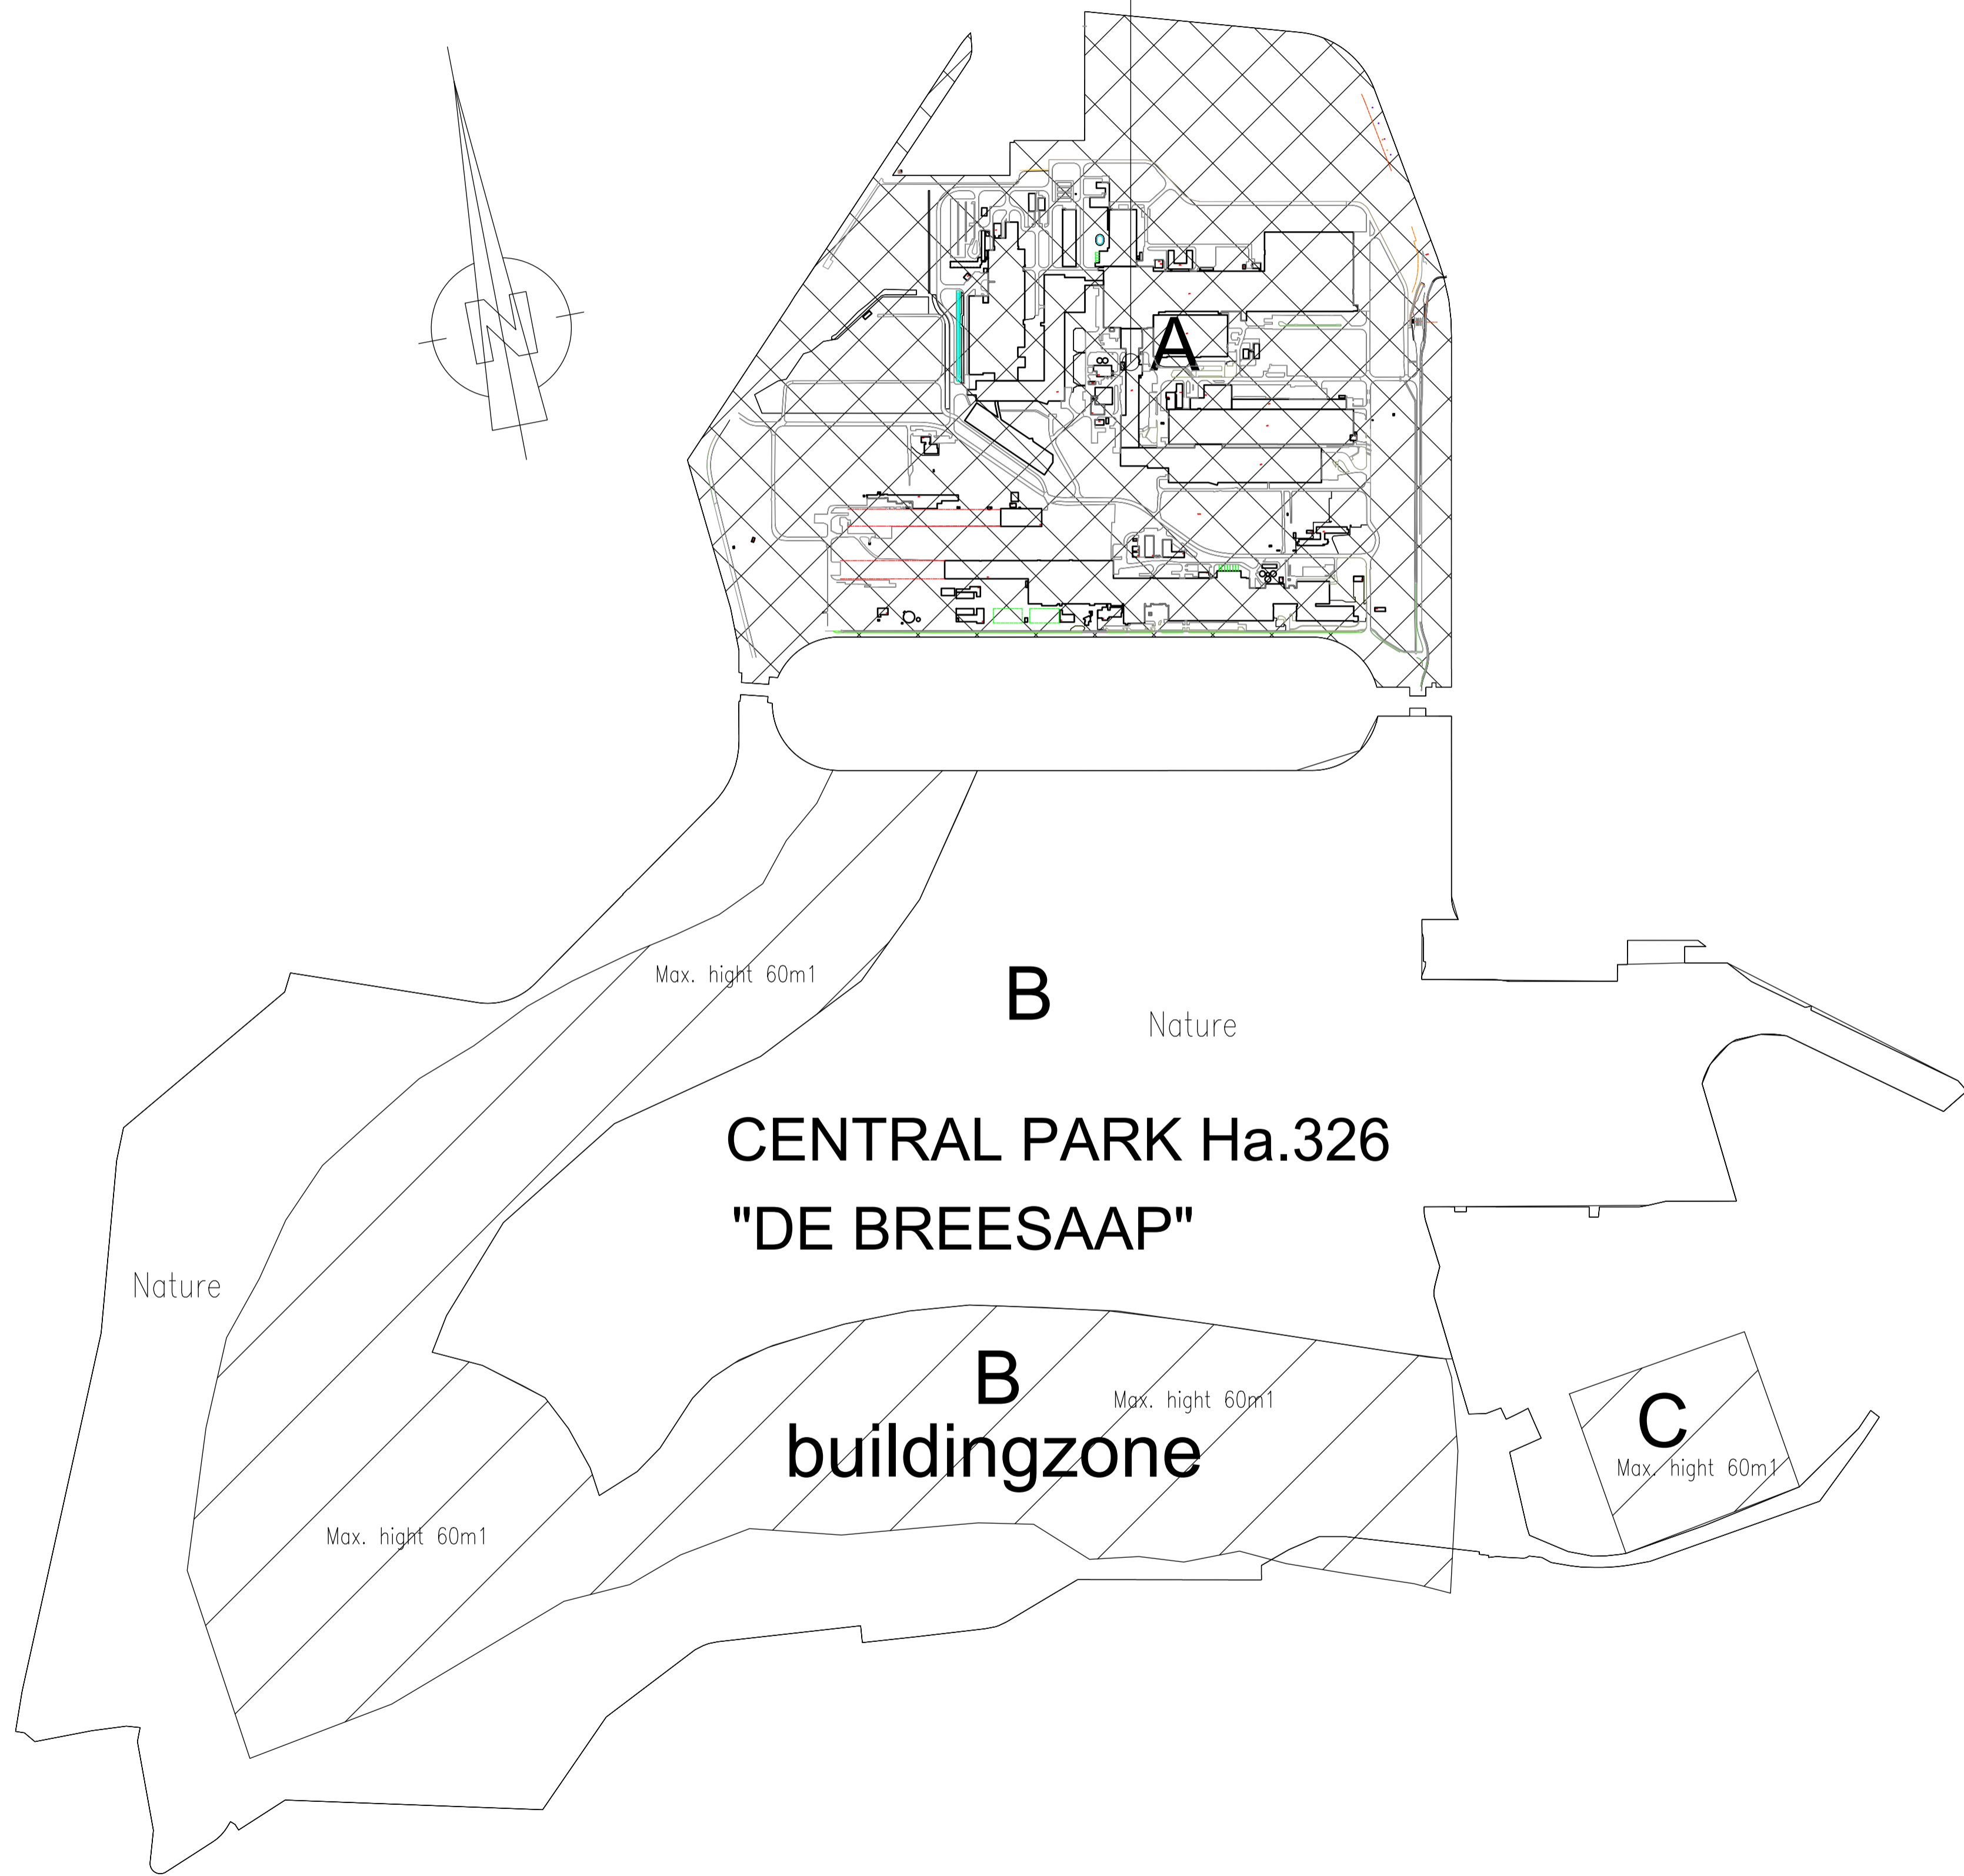 N
A
Max. hight 60m1
B
Nature
CENTRAL PARK Ha.326
"DE BREESAAP"
Nature
B
Max. hight 60m1
buildingzone
C
Max. hight 60m1
Max. hight 60m1